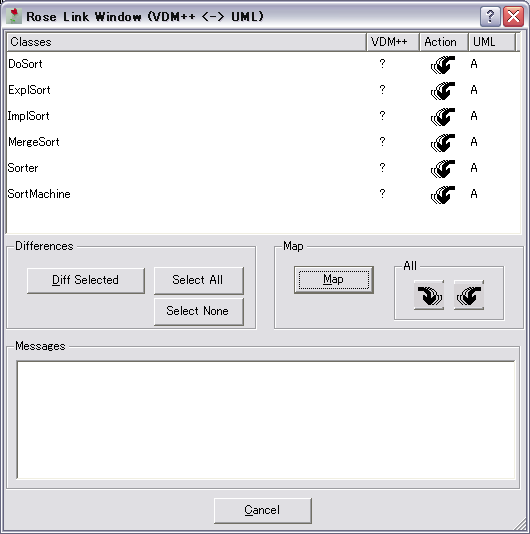 Rose Link Window (VDM++ <-> UML)
Classes VDM++ Action UML
DoSort ? A
ExplSort ? A
ImplSort ? A
MergeSort ? A
Sorter ? A
SortMachine ? A
Differences Map
Diff Selected Select All Map All
Select None
Messages
Cancel